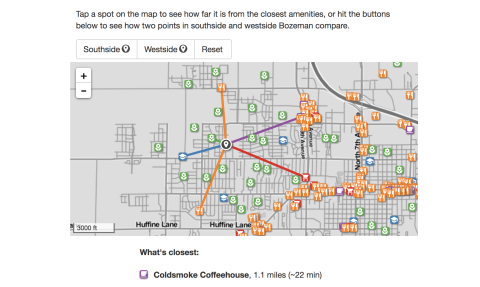 Tap a spot on the map to see how far it is from the closest amenities, or hit the buttons
below to see how two points in southside and westside Bozeman compare.
Southside Westside Reset
+
-
North 7th A
3000 ft
Huffine Lane Huffine Lane
What's closest:
Coldsmoke Coffeehouse, 1.1 miles (~22 min)